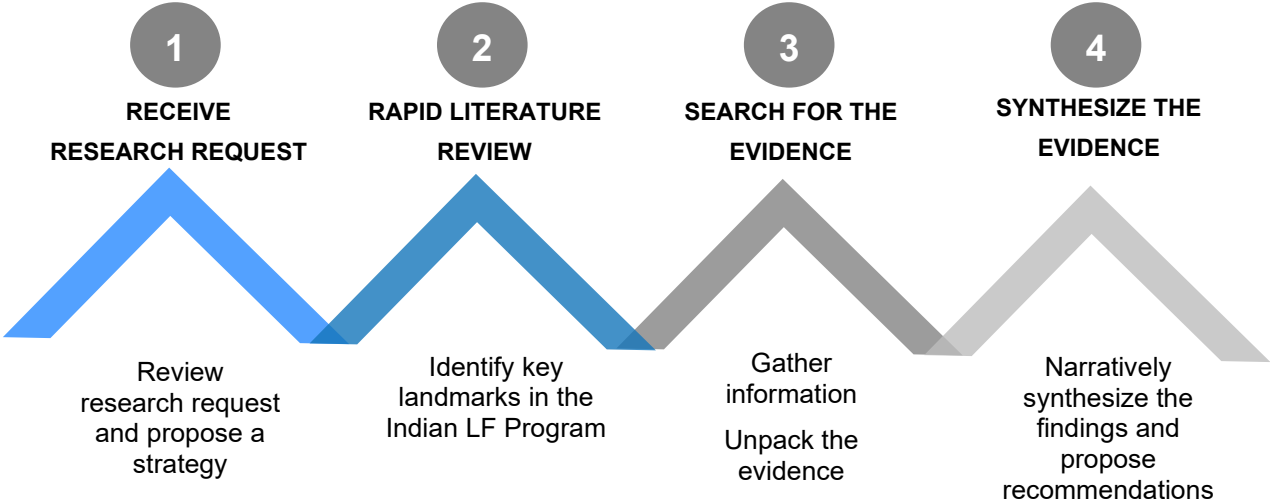 1
RECEIVE
RESEARCH REQUEST
Review
research request
and propose a
strategy
2
RAPID LITERATURE
REVIEW
Identify key
landmarks in the
Indian LF Program
3
SEARCH FOR THE
EVIDENCE
Gather
information
Unpack the
evidence
4
SYNTHESIZE THE
EVIDENCE
Narratively
synthesize the
findings and
propose
recommendations